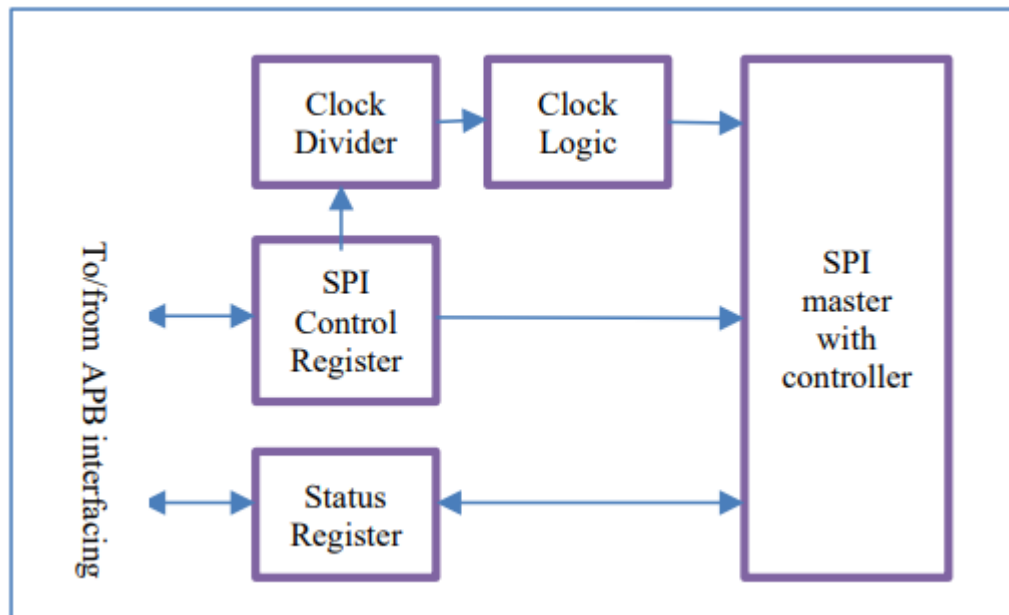 Clock
Divider
Clock
Logic
To/from APB interfacing
SPI
Control
Register
SPI
master
with
controller
Status
Register